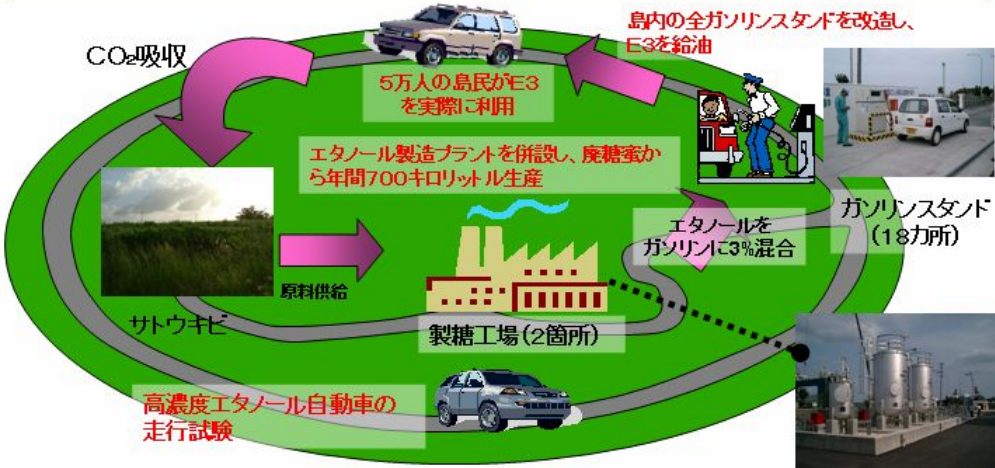 島内の全ガソリンスタンドを改造し、
E3を給油
CO₂吸収
5万人の島民がE3
を実際に利用
エタノール製造プラントを併設し、廃糖蜜か
ら年間700キロリットル生産
ガソリンスタンド
(18カ所)
エタノールを
ガソリンに3%混合
原料供給
サトウキビ
製糖工場(2箇所)
高濃度エタノール自動車の
走行試験